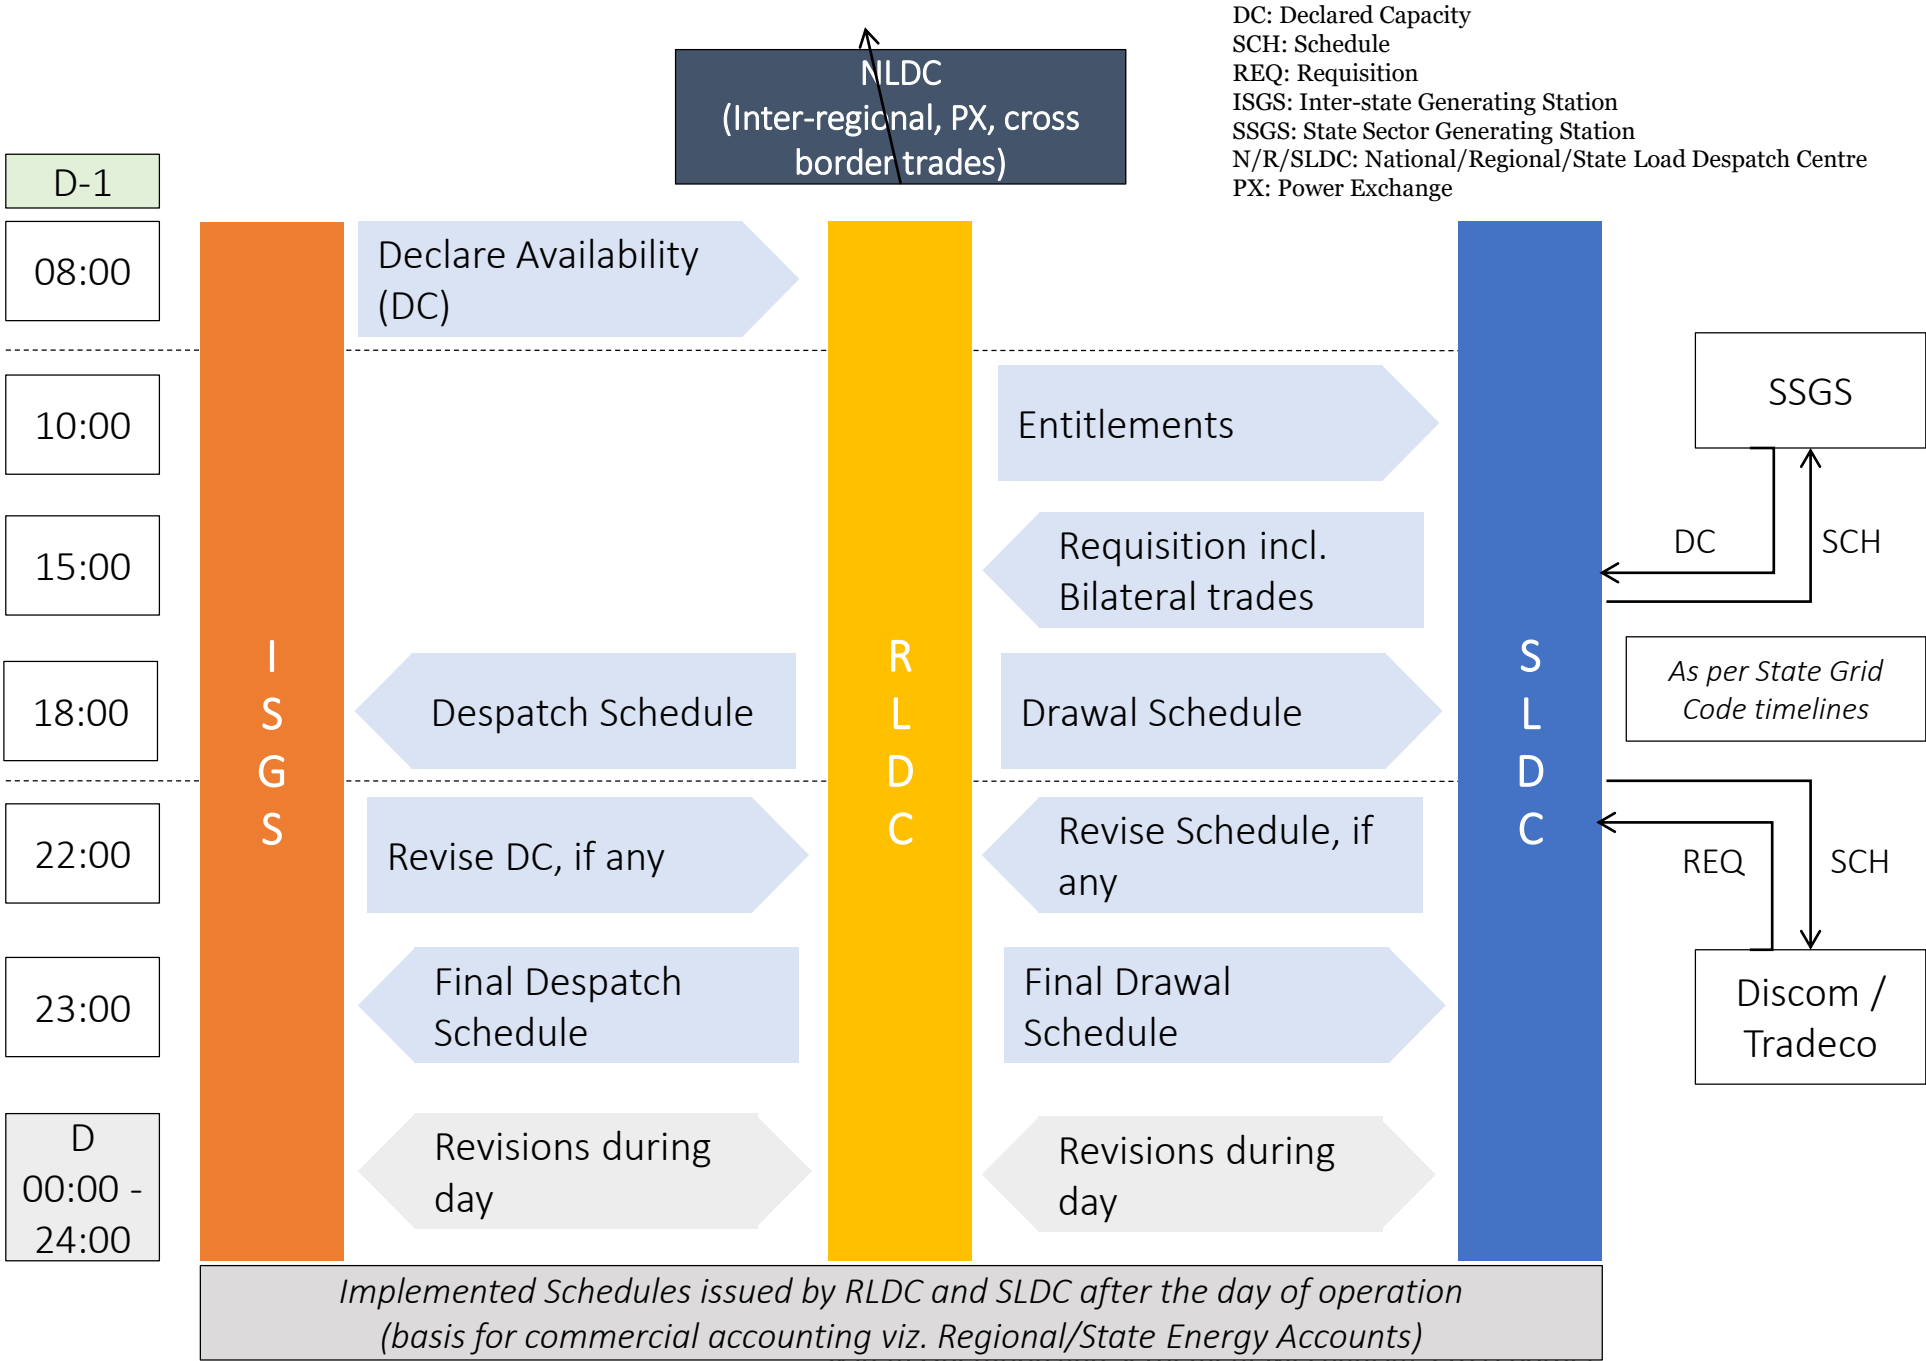 DC: Declared Capacity
SCH: Schedule
REQ: Requisition
ISGS: Inter-state Generating Station
SSGS: State Sector Generating Station
N/R/SLDC: National/Regional/State Load Despatch Centre
PX: Power Exchange
NLDC
(Inter-regional, PX, cross
border trades)
D-1
08:00
Declare Availability
(DC)
10:00
Entitlements
SSGS
15:00
Requisition incl.
Bilateral trades
DC
SCH
I
S
G
S
R
L
D
C
S
L
D
C
18:00
Despatch Schedule
Drawal Schedule
As per State Grid
Code timelines
22:00
Revise DC, if any
Revise Schedule, if
any
REQ
SCH
23:00
Final Despatch
Schedule
Final Drawal
Schedule
Discom /
Tradeco
D
00:00 -
24:00
Revisions during
day
Revisions during
day
Implemented Schedules issued by RLDC and SLDC after the day of operation
(basis for commercial accounting viz. Regional/State Energy Accounts)